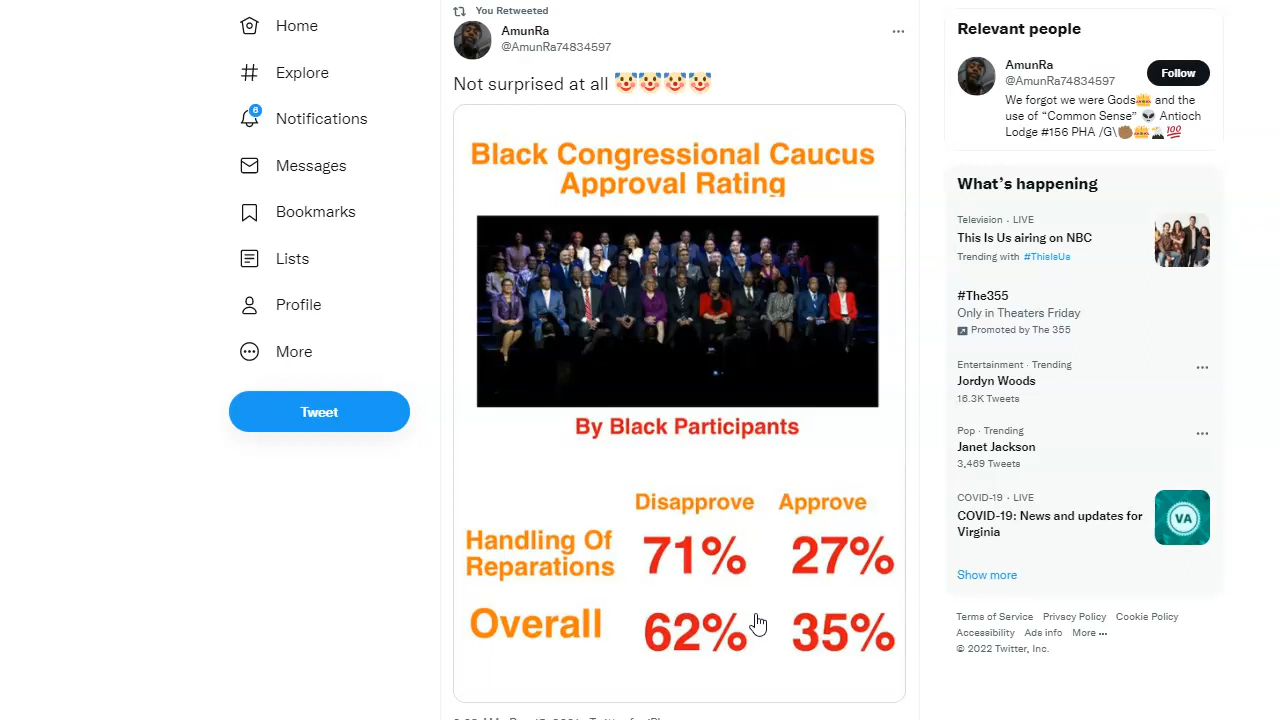 Home
Explore
6
Notifications
Messages
Bookmarks
Lists
Profile
More
Tweet
You Retweeted
AmunRa
@AmunRa74834597
Not surprised at all 🤡🤡🤡🤡
Black Congressional Caucus
Approval Rating
By Black Participants
Disapprove Approve
Handling Of
Reparations
71% 27%
Overall 62% 35%
Relevant people
AmunRa
@AmunRa74834597
Follow
We forgot we were Gods👑 and the
use of “Common Sense” 👽 Antioch
Lodge #156 PHA /G\✊🏾👑🏔💯
What’s happening
Television · LIVE
This Is Us airing on NBC
Trending with #ThisIsUs
#The355
Only in Theaters Friday
Promoted by The 355
Entertainment · Trending
Jordyn Woods
16.3K Tweets
Pop · Trending
Janet Jackson
3,469 Tweets
COVID-19 · LIVE
COVID-19: News and updates for
Virginia
VA
Show more
Terms of Service Privacy Policy Cookie Policy
Accessibility Ads info More ···
© 2022 Twitter, Inc.